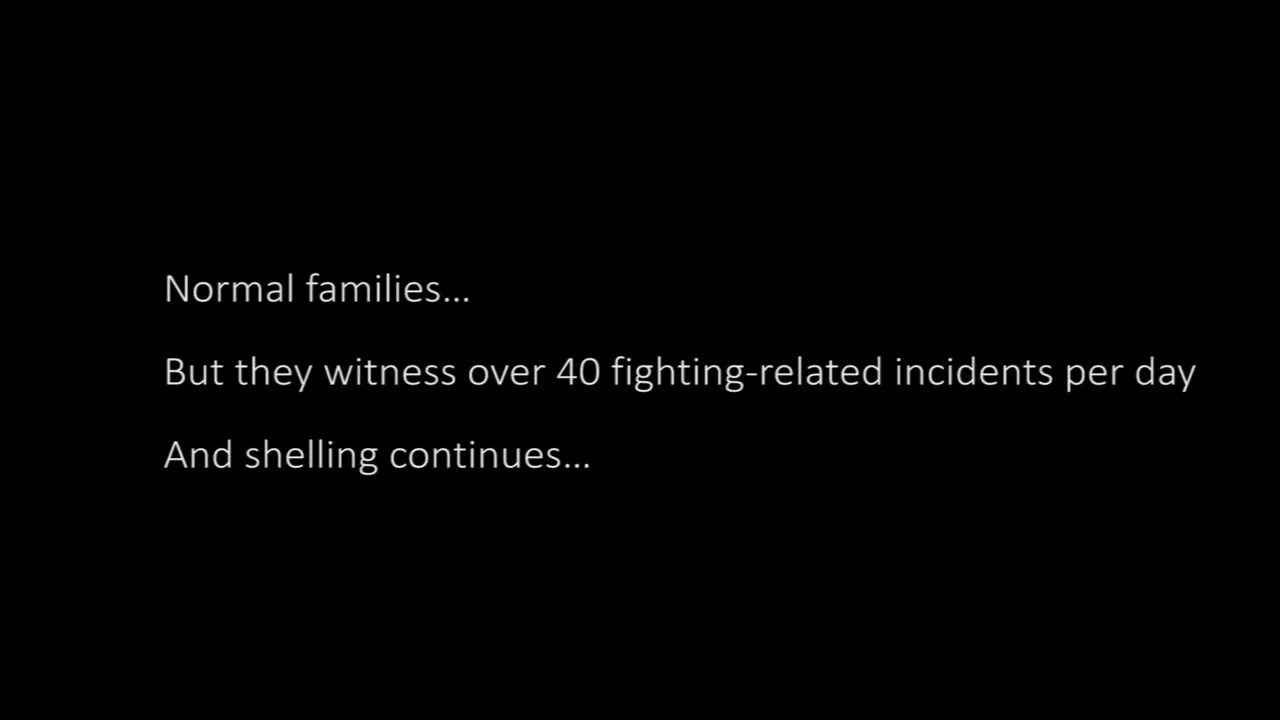 Normal families...
But they witness over 40 fighting-related incidents per day
And shelling continues...